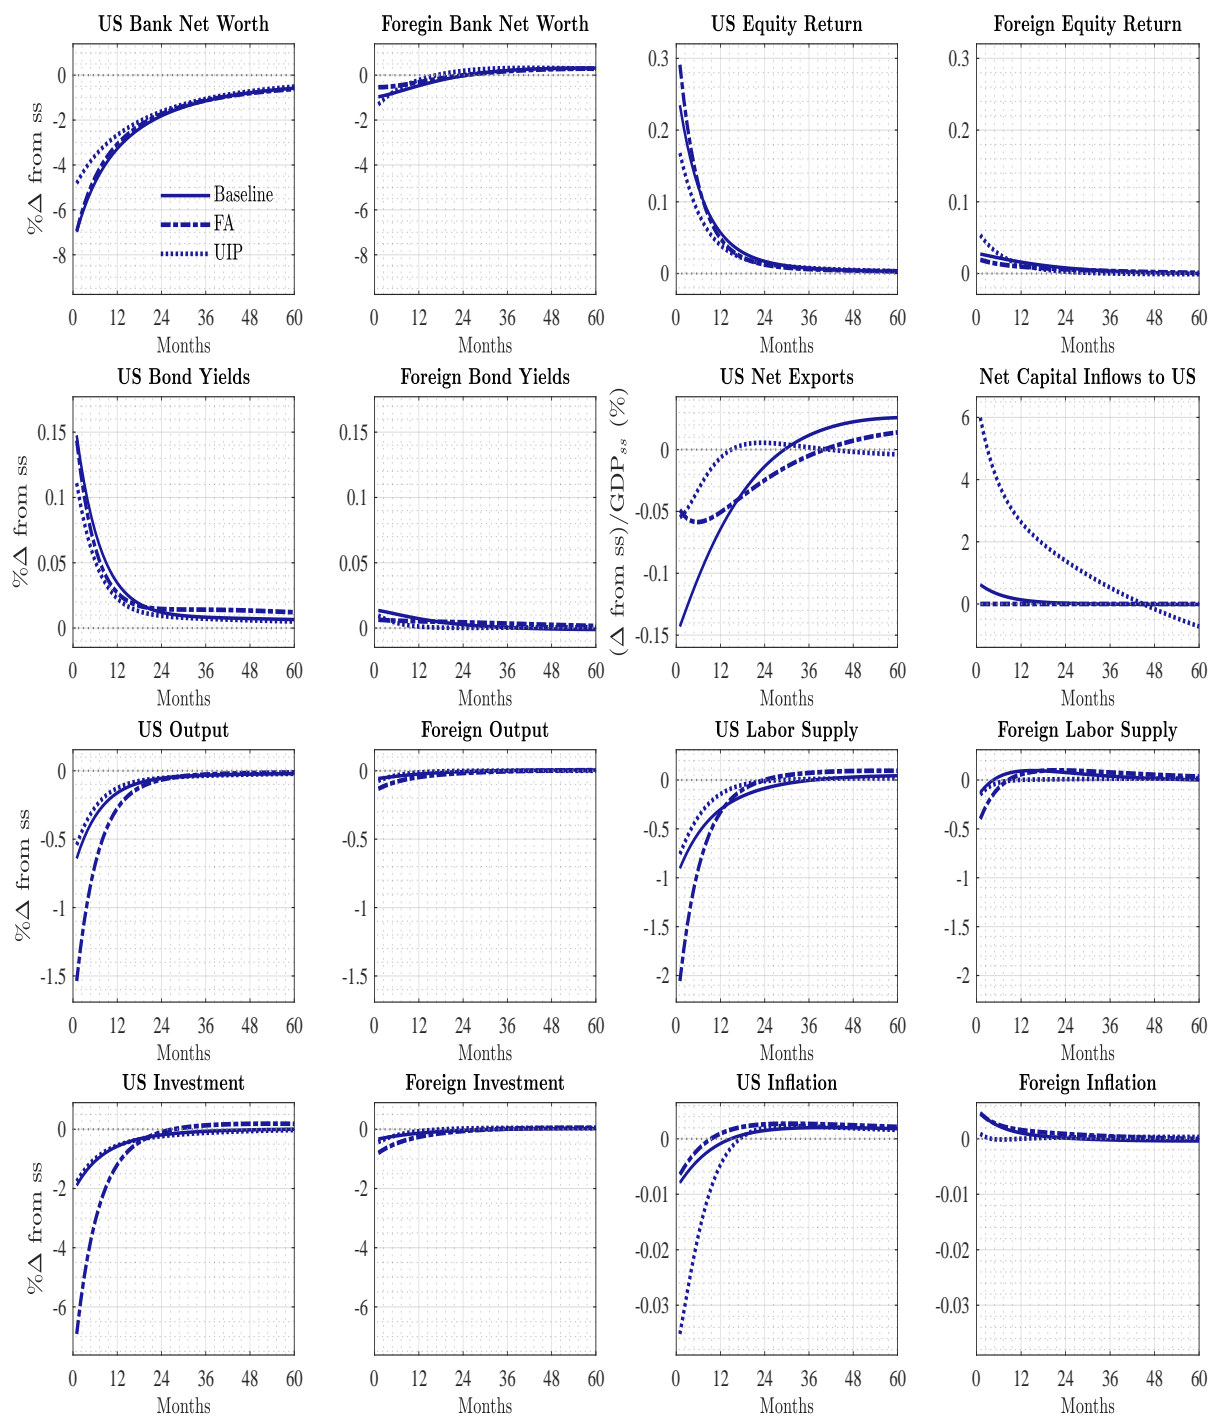 US Bank Net Worth
Foregin Bank Net Worth
US Equity Return
Foreign Equity Return
%Δ from ss
0
-2
-4
-6
-8
Baseline
FA
UIP
0.3
0.2
0.1
0
0.3
0.2
0.1
0
0 12 24 36 48 60
0 12 24 36 48 60
0 12 24 36 48 60
0 12 24 36 48 60
Months
Months
Months
Months
US Bond Yields
Foreign Bond Yields
US Net Exports
Net Capital Inflows to US
%Δ from ss
0.15
0.1
0.05
0
0.15
0.1
0.05
0
(Δ from ss)/GDPss (%)
0
-0.05
-0.1
-0.15
6
4
2
0
0 12 24 36 48 60
0 12 24 36 48 60
0 12 24 36 48 60
0 12 24 36 48 60
Months
Months
Months
Months
US Output
Foreign Output
US Labor Supply
Foreign Labor Supply
%Δ from ss
0
-0.5
-1
-1.5
0
-0.5
-1
-1.5
0
-0.5
-1
-1.5
-2
0
-0.5
-1
-1.5
-2
0 12 24 36 48 60
0 12 24 36 48 60
0 12 24 36 48 60
0 12 24 36 48 60
Months
Months
Months
Months
US Investment
Foreign Investment
US Inflation
Foreign Inflation
%Δ from ss
0
-2
-4
-6
0
-2
-4
-6
0
-0.01
-0.02
-0.03
0
-0.01
-0.02
-0.03
0 12 24 36 48 60
0 12 24 36 48 60
0 12 24 36 48 60
0 12 24 36 48 60
Months
Months
Months
Months